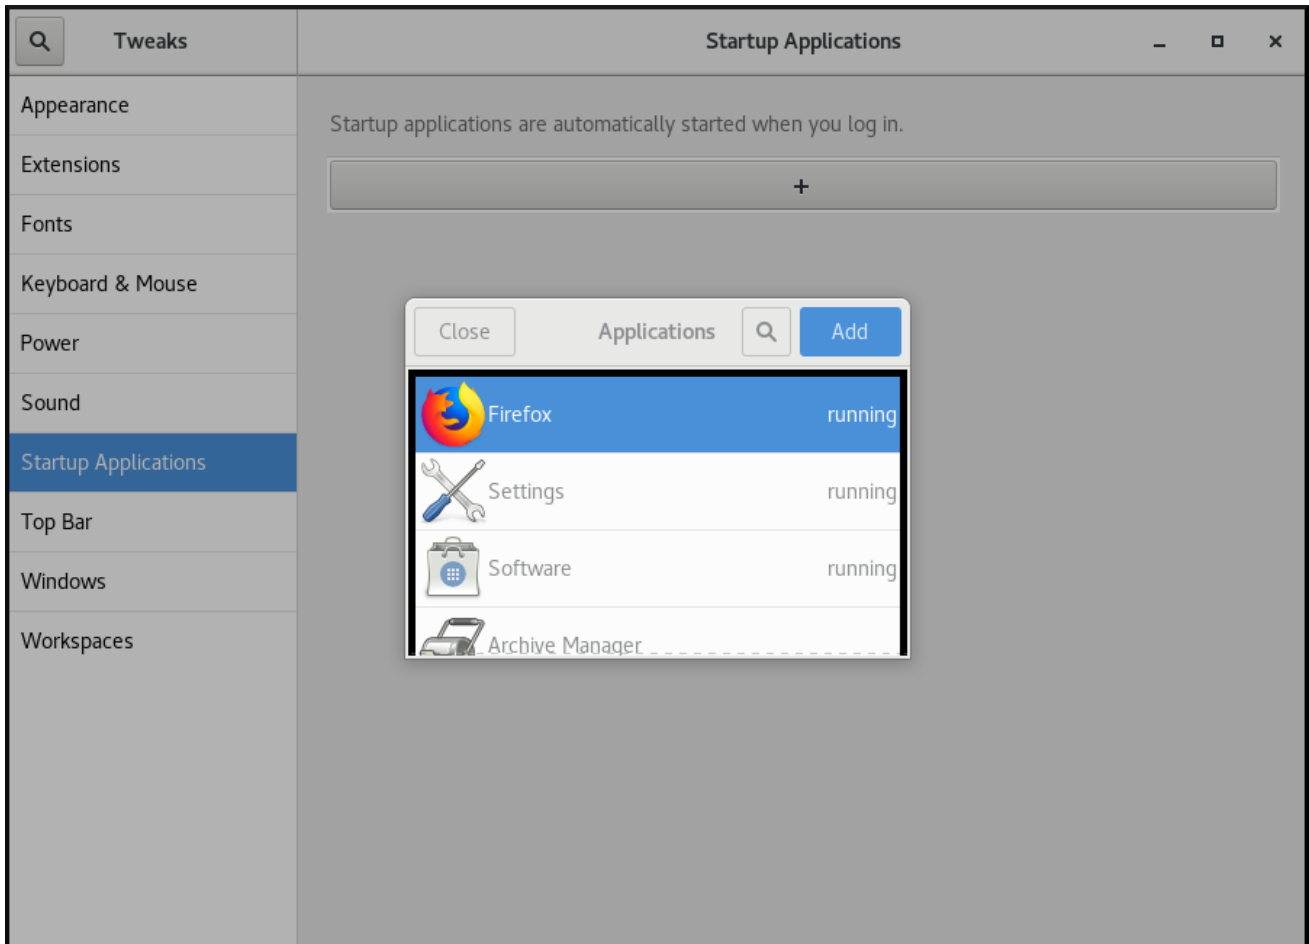 Tweaks
Startup Applications
Appearance
Extensions
Fonts
Keyboard & Mouse
Power
Sound
Startup Applications
Top Bar
Windows
Workspaces
Startup applications are automatically started when you log in.
+
Close Applications Add
Firefox running
Settings running
Software running
Archive Manager